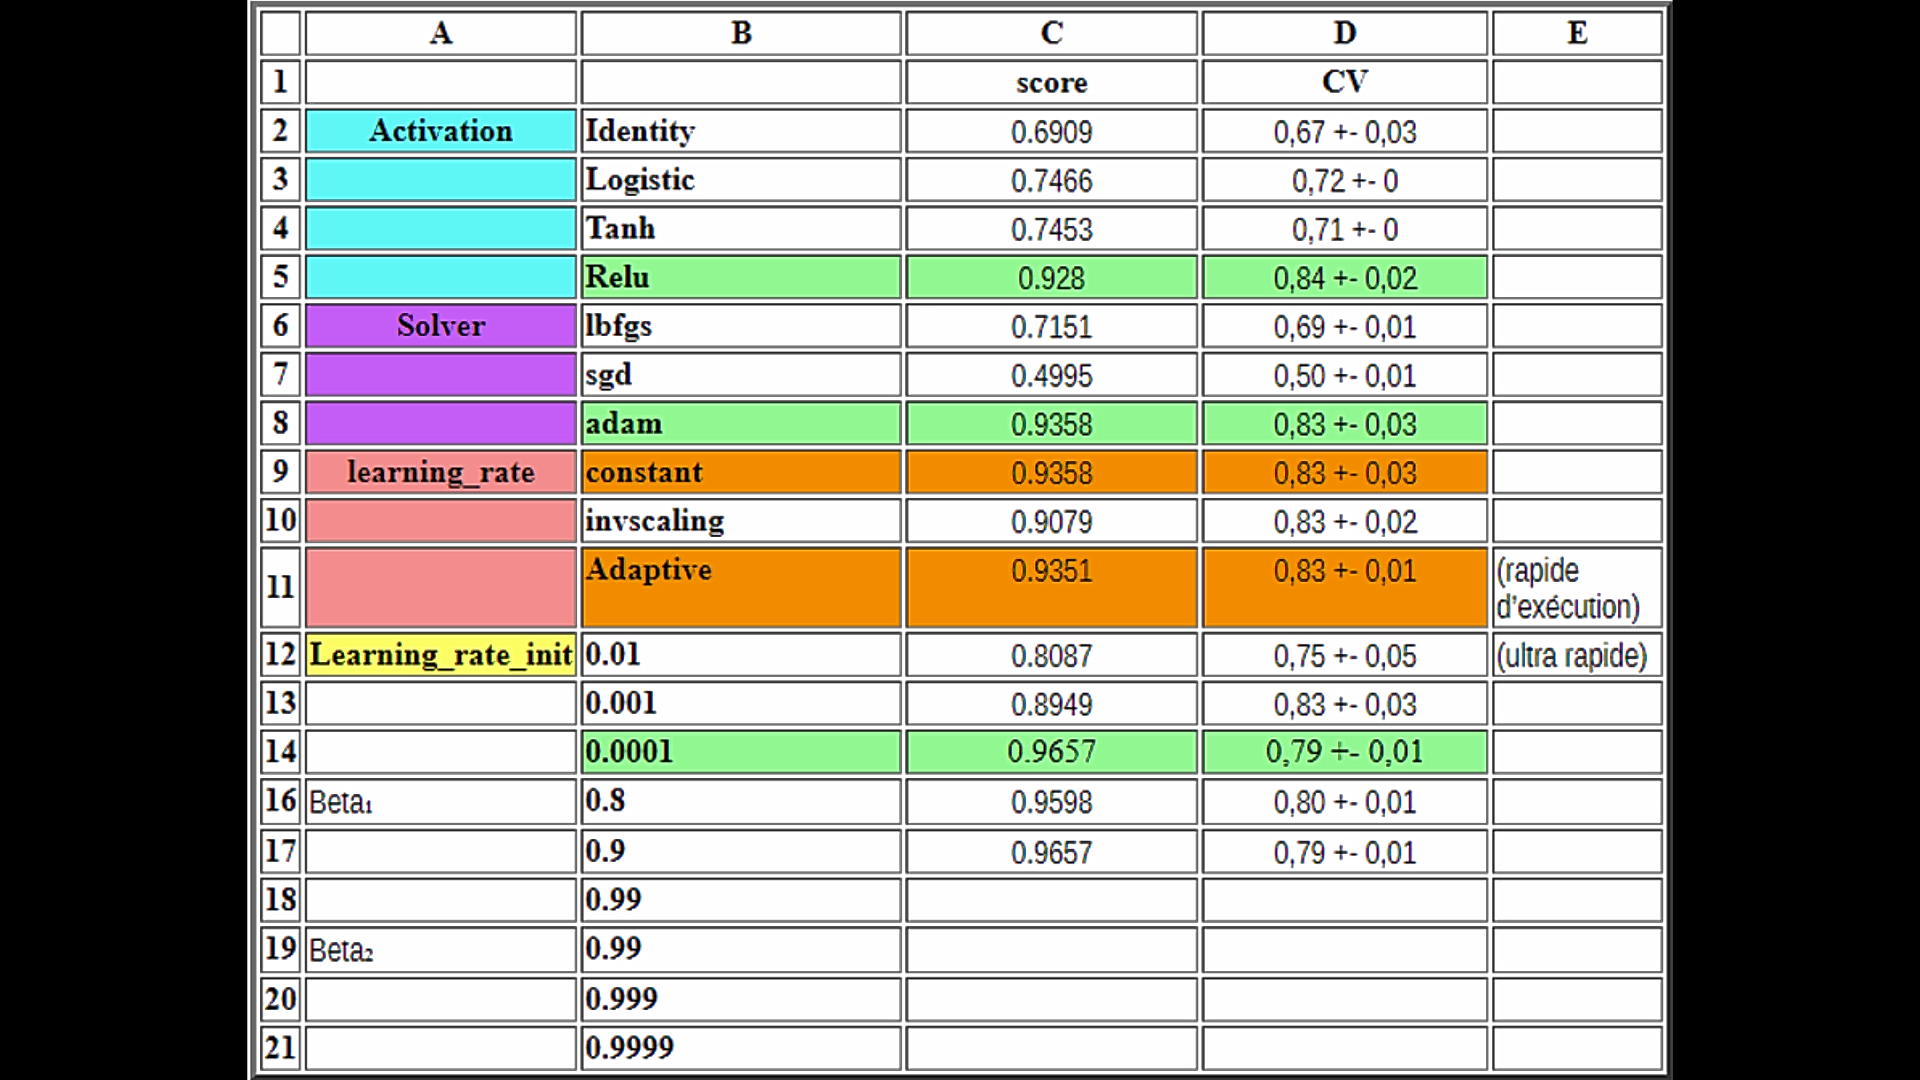 A B C D E
1 score CV
2 Activation Identity 0.6909 0,67 +- 0,03
3 Logistic 0.7466 0,72 +- 0
4 Tanh 0.7453 0,71 +- 0
5 Relu 0.928 0,84 +- 0,02
6 Solver lbfgs 0.7151 0,69 +- 0,01
7 sgd 0.4995 0,50 +- 0,01
8 adam 0.9358 0,83 +- 0,03
9 learning_rate constant 0.9358 0,83 +- 0,03
10 invscaling 0.9079 0,83 +- 0,02
11 Adaptive 0.9351 0,83 +- 0,01 (rapide
d'exécution)
12 Learning_rate_init 0.01 0.8087 0,75 +- 0,05 (ultra rapide)
13 0.001 0.8949 0,83 +- 0,03
14 0.0001 0.9657 0,79 +- 0,01
16 Beta₁ 0.8 0.9598 0,80 +- 0,01
17 0.9 0.9657 0,79 +- 0,01
18 0.99
19 Beta₂ 0.99
20 0.999
21 0.9999